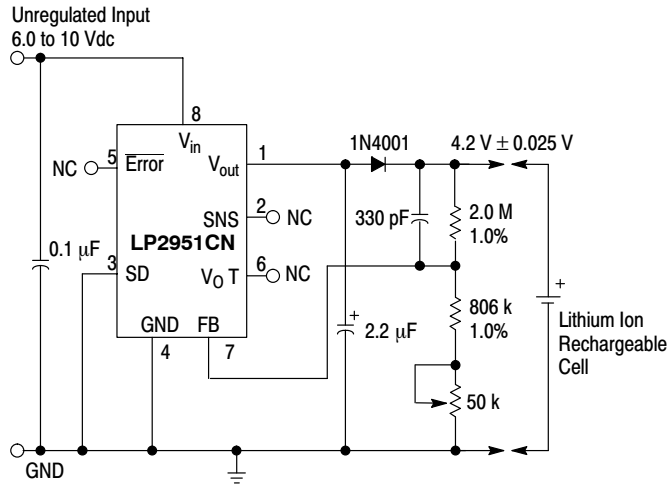 Unregulated Input
6.0 to 10 Vdc
8
Vin
1N4001
4.2 V ± 0.025 V
NC
5
Error
Vout
1
SNS
2
NC
330 pF
2.0 M
1.0%
LP2951CN
0.1 µF
3
SD
VO T
6
NC
806 k
1.0%
GND
FB
4
7
+
2.2 µF
+
Lithium Ion
Rechargeable
Cell
50 k
GND